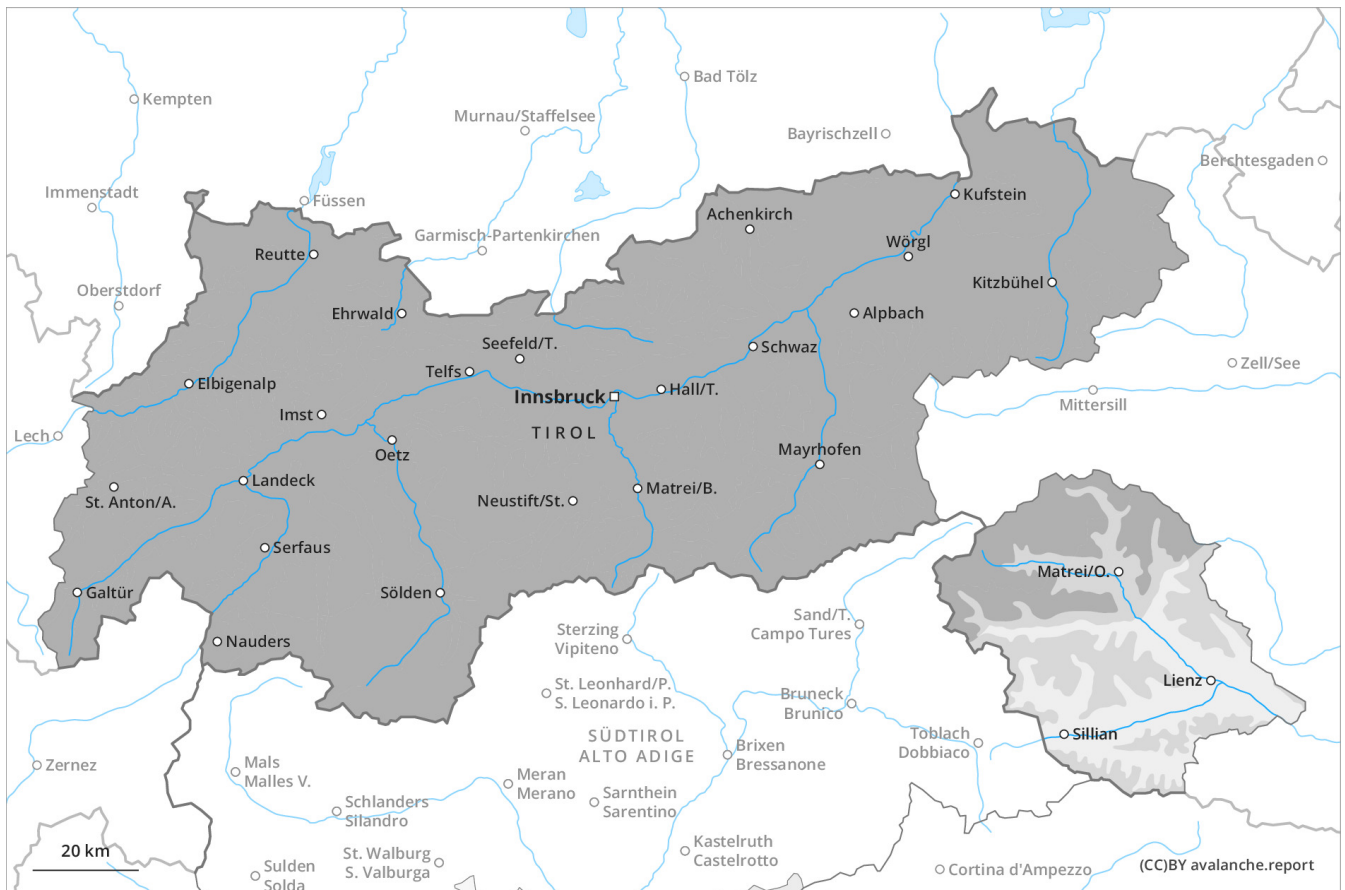 Bad Tölz
Kempten
Murnau/Staffelsee
Bayrischzell
Berchtesgaden
Immenstadt
Füssen
Kufstein
Achenkirch
Garmisch-Partenkirchen
Wörgl
Reutte
Kitzbühel
Oberstdorf
Ehrwald
Alpbach
Seefeld/T.
Schwaz
Telfs
Zell/See
Elbigenalp
Innsbruck
Hall/T.
Mittersill
Imst
Lech
TIROL
Oetz
Mayrhofen
Landeck
St. Anton/A.
Neustift/St.
Matrei/B.
Serfaus
Matrei/O.
Galtür
Sölden
Sand/T.
Campo Tures
Nauders
Sterzing
Vipiteno
Lienz
St. Leonhard/P.
S. Leonardo i. P.
Bruneck
Brunico
Sillian
SÜDTIROL
ALTO ADIGE
Toblach
Dobbiaco
Brixen
Bressanone
Zernez
Mals
Malles V.
Meran
Merano
Sarnthein
Sarentino
Schlanders
Silandro
Kastelruth
Castelrotto
20 km
St. Walburg
S. Valburga
Sulden
Solda
Cortina d'Ampezzo
(CC)BY avalanche.report